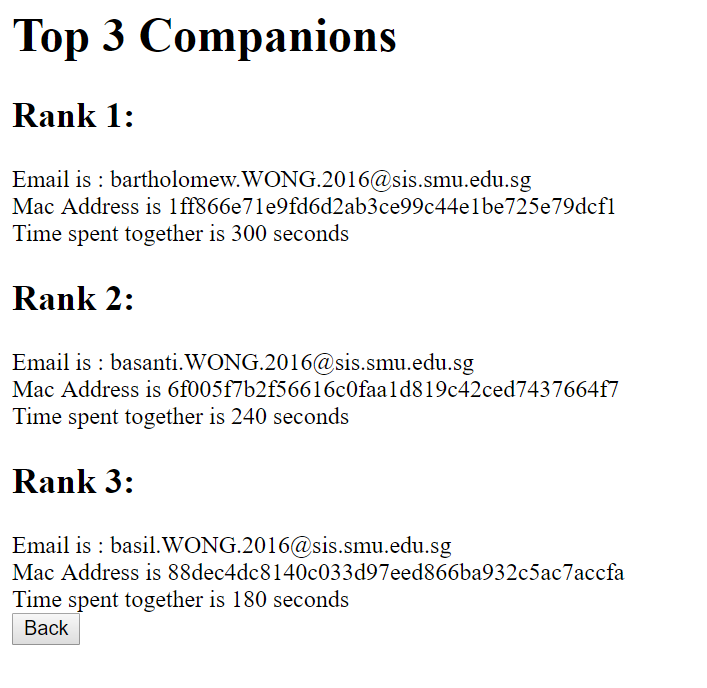 Top 3 Companions
Rank 1:
Email is : bartholomew.WONG.2016@sis.smu.edu.sg
Mac Address is 1ff866e71e9fd6d2ab3ce99c44e1be725e79dcf1
Time spent together is 300 seconds
Rank 2:
Email is : basanti.WONG.2016@sis.smu.edu.sg
Mac Address is 6f005f7b2f56616c0faa1d819c42ced7437664f7
Time spent together is 240 seconds
Rank 3:
Email is : basil.WONG.2016@sis.smu.edu.sg
Mac Address is 88dec4dc8140c033d97eed866ba932c5ac7accfa
Time spent together is 180 seconds
Back